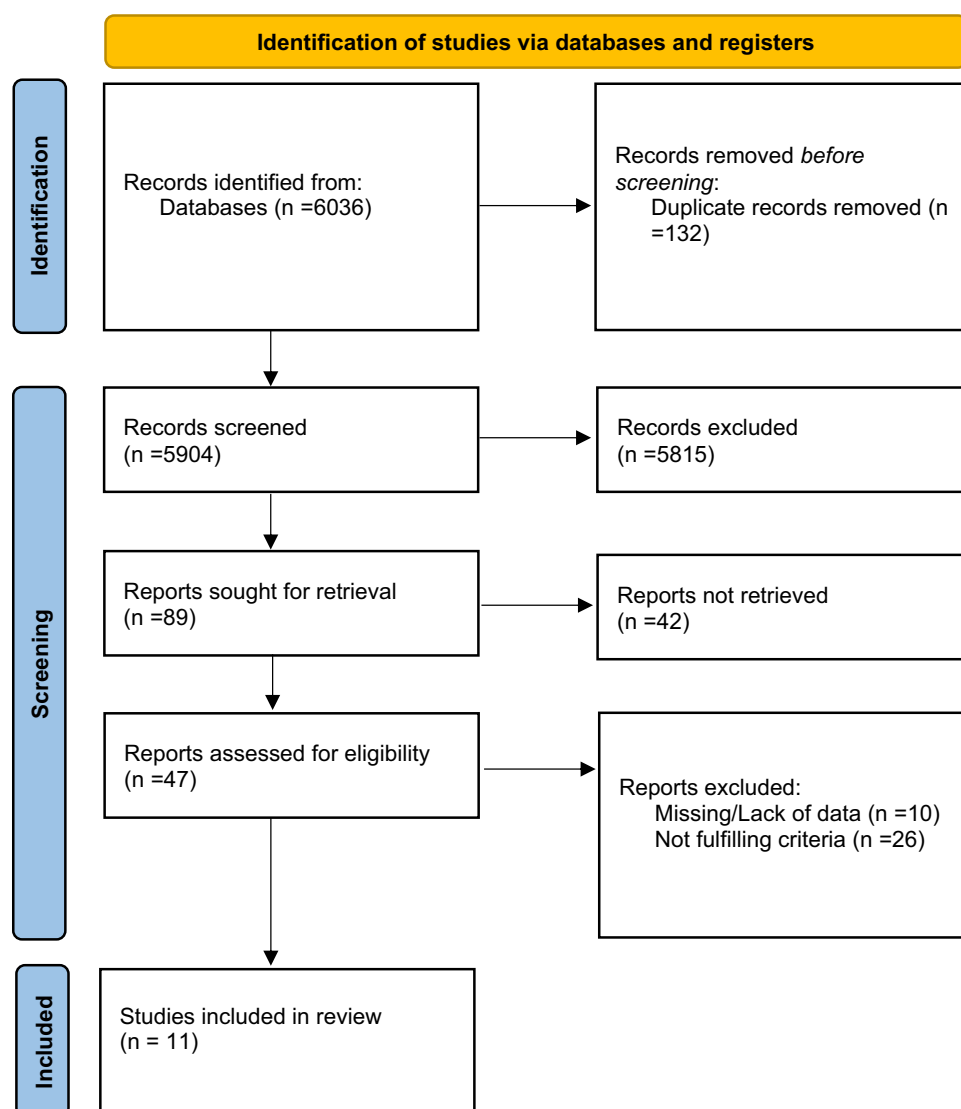 Identification of studies via databases and registers
Identification
Records identified from:
Databases (n =6036)
Records removed before
screening:
Duplicate records removed (n
=132)
Screening
Records screened
(n =5904)
Records excluded
(n =5815)
Reports sought for retrieval
(n =89)
Reports not retrieved
(n =42)
Reports assessed for eligibility
(n =47)
Reports excluded:
Missing/Lack of data (n =10)
Not fulfilling criteria (n =26)
Included
Studies included in review
(n = 11)